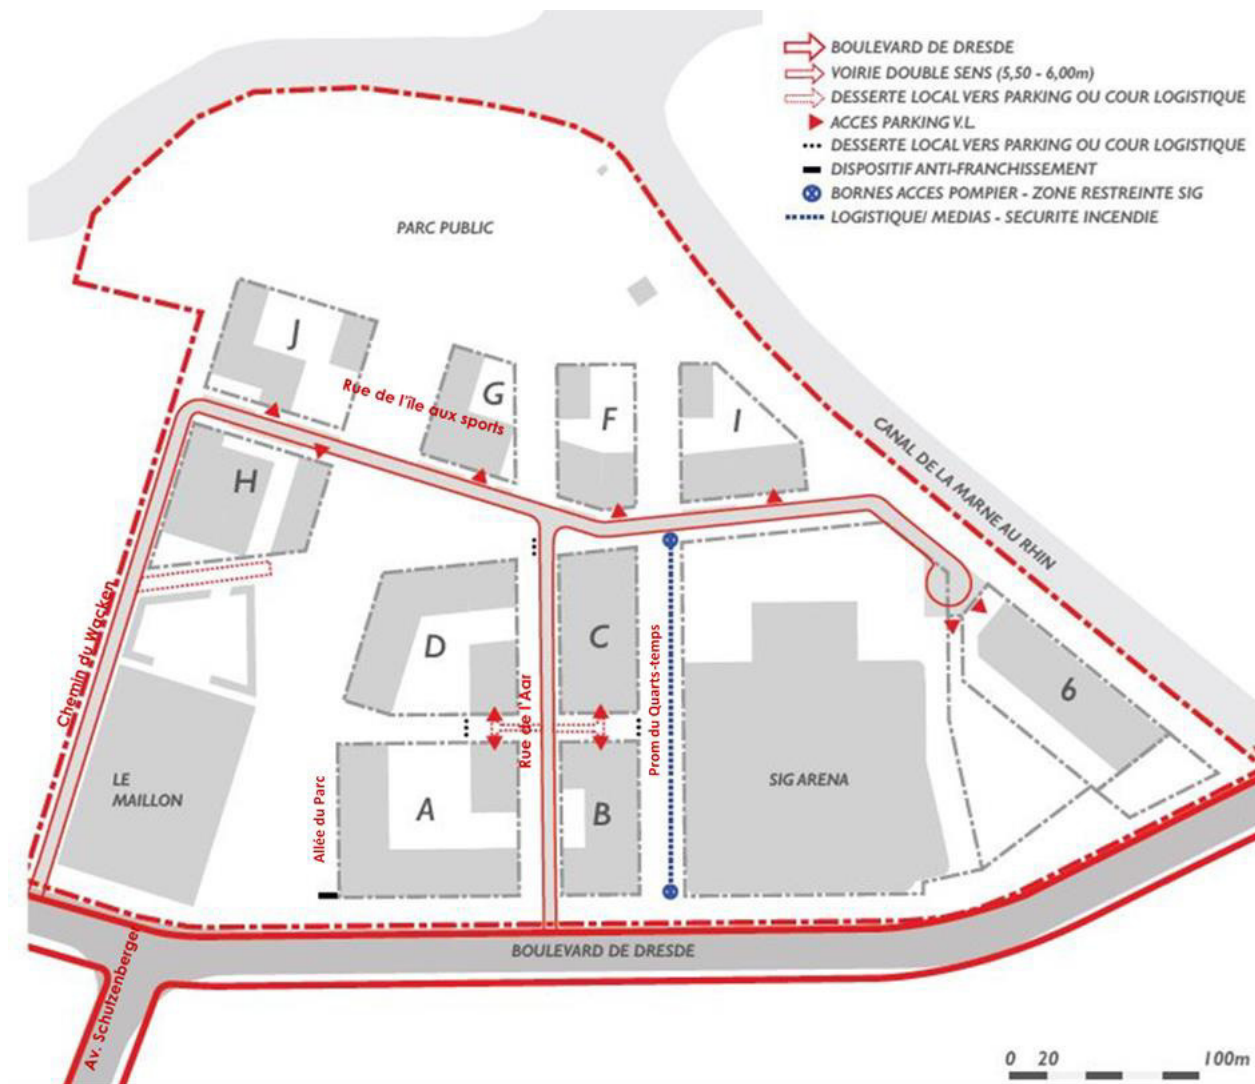 BOULEVARD DE DRESDE
VOIRIE DOUBLE SENS (5,50 - 6,00m)
DESSERTE LOCAL VERS PARKING OU COUR LOGISTIQUE
ACCES PARKING V.L.
DESSERTE LOCAL VERS PARKING OU COUR LOGISTIQUE
DISPOSITIF ANTI-FRANCHISSEMENT
BORNES ACCES POMPIER - ZONE RESTREINTE SIG
LOGISTIQUE/ MEDIAS - SECURITE INCENDIE
PARC PUBLIC
J
Rue de l'île aux sports
G
F
I
CANAL DE LA MARNE AU RHIN
H
Chemin du Wacken
D
C
Rue de l'Aar
Prom du Quarts-temps
6
LE
MAILLON
Allée du Parc
A
B
SIG ARENA
BOULEVARD DE DRESDE
Av. Schutzenberger
0 20 100m